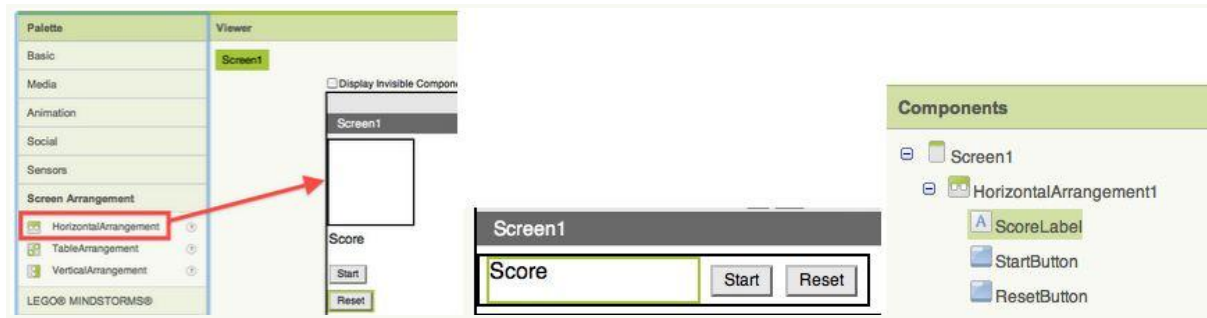 Palette
Basic
Media
Animation
Social
Sensors
Screen Arrangement
HorizontalArrangement
TableArrangement
VerticalArrangement
LEGO® MINDSTORMS®
Viewer
Screen1
Display Invisible Compone
Screen1
Score
Start
Reset
Screen1
Score
Start
Reset
Components
Screen1
HorizontalArrangement1
A ScoreLabel
StartButton
ResetButton